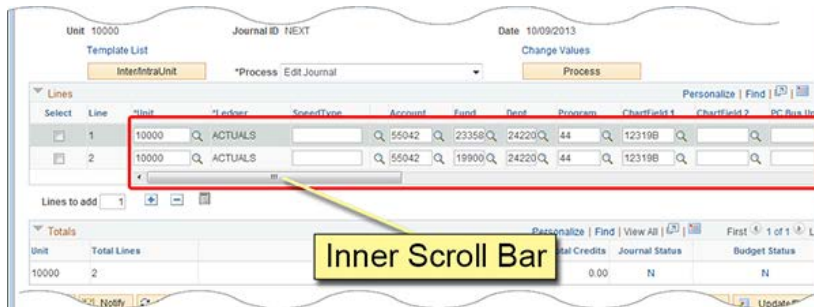 Unit 10000 Journal ID NEXT Date 10/09/2013
Template List Change Values
Inter/IntraUnit *Process Edit Journal Process
Lines Personalize | Find |
Select Line *Unit *Ledger SpeedType Account Fund Dept Program ChartField 1 ChartField 2 PC Bus Un
1 10000 ACTUALS 55042 23358 24220 44 12319B
2 10000 ACTUALS 55042 19900 24220 44 12319B
Lines to add 1
Totals Personalize | Find | View All | First 1 of 1 L
Unit Total Lines tal Credits Journal Status Budget Status
10000 2 0.00 N N
Inner Scroll Bar
Notify Update